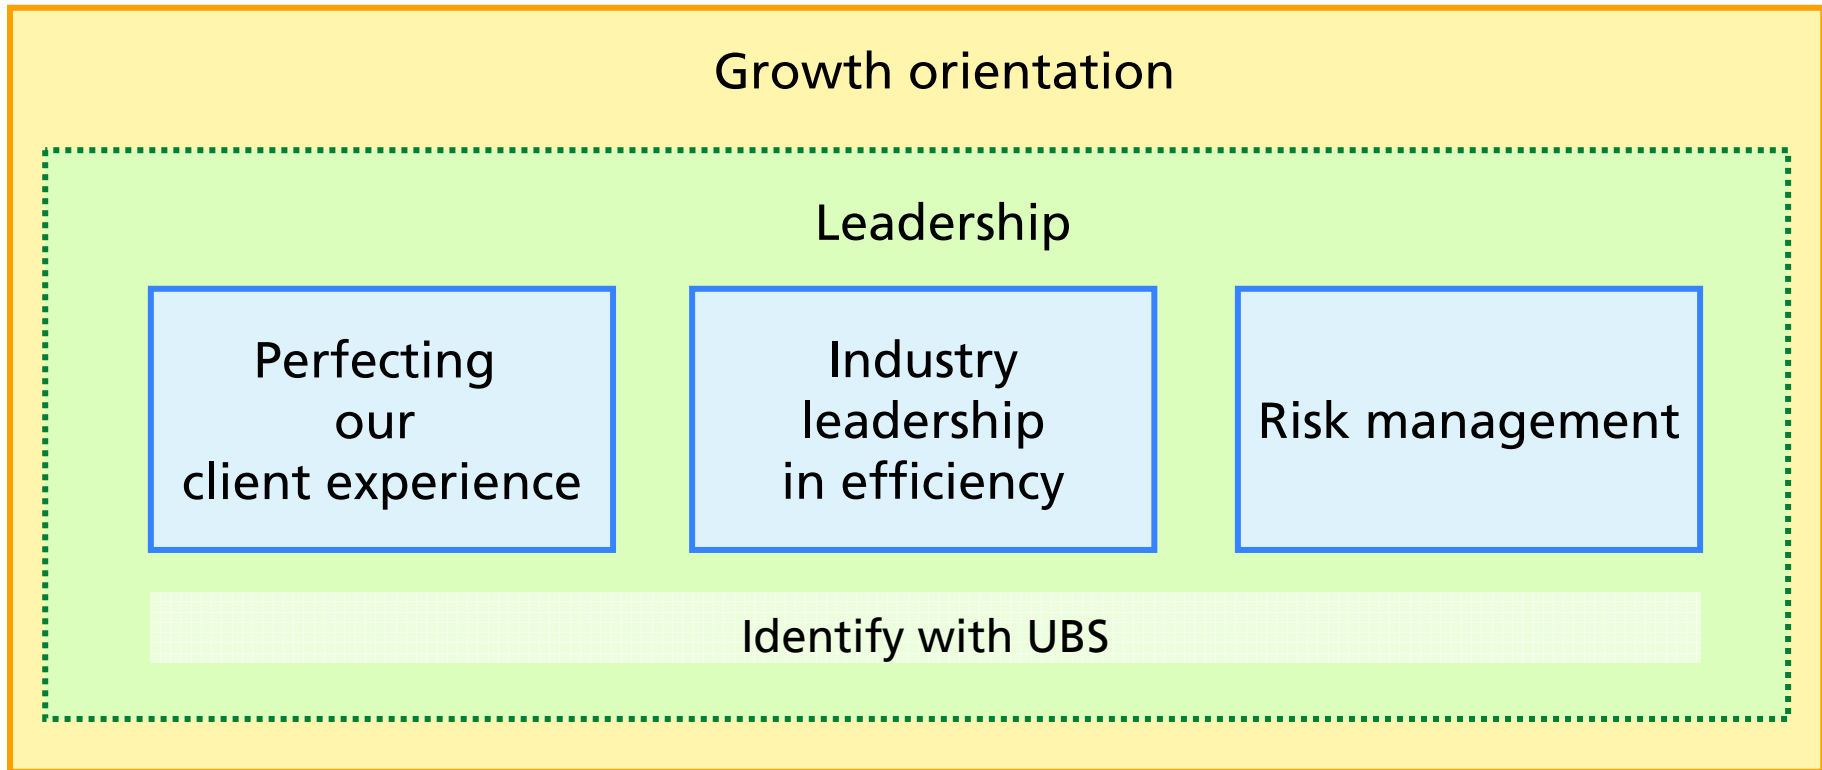 Growth orientation
Leadership
Perfecting
our
client experience
Industry
leadership
in efficiency
Risk management
Identify with UBS